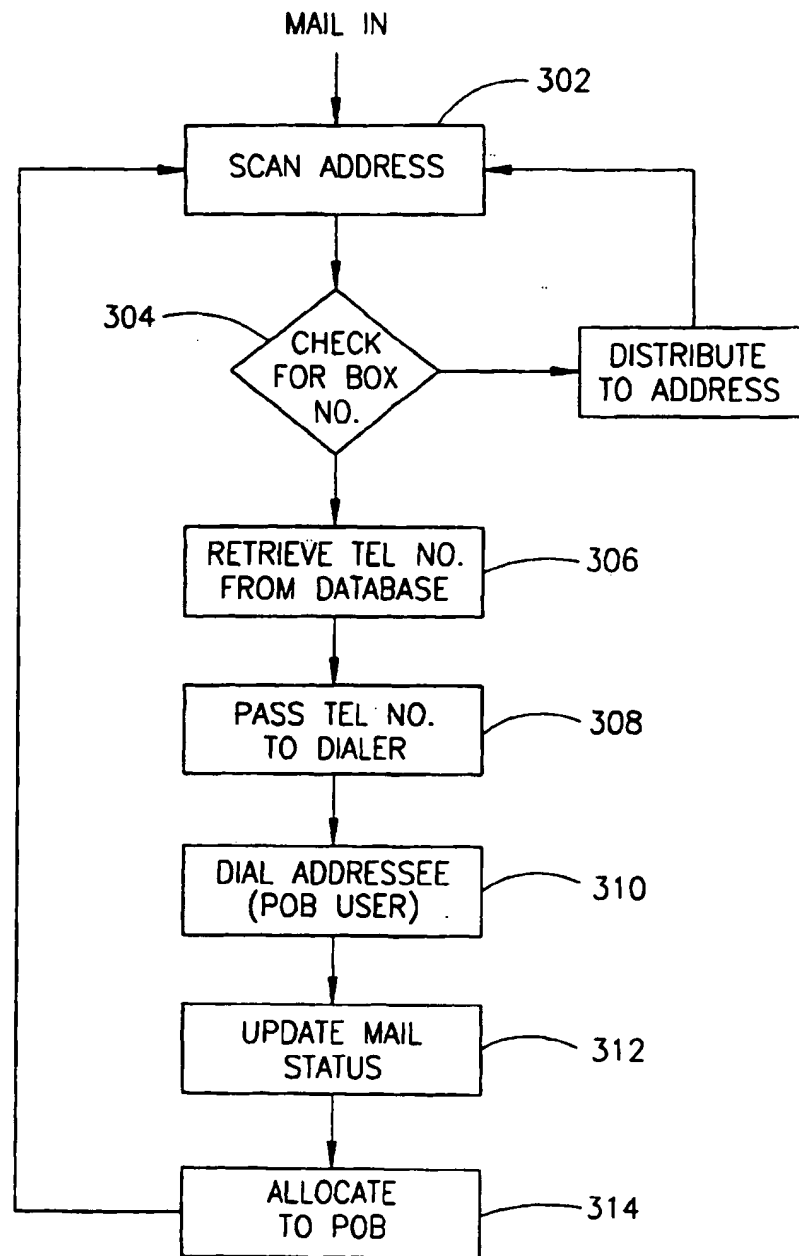 MAIL IN
302
SCAN ADDRESS
304
CHECK
FOR BOX
NO.
DISTRIBUTE
TO ADDRESS
RETRIEVE TEL NO.
FROM DATABASE
306
PASS TEL NO.
TO DIALER
308
DIAL ADDRESSEE
(POB USER)
310
UPDATE MAIL
STATUS
312
ALLOCATE
TO POB
314